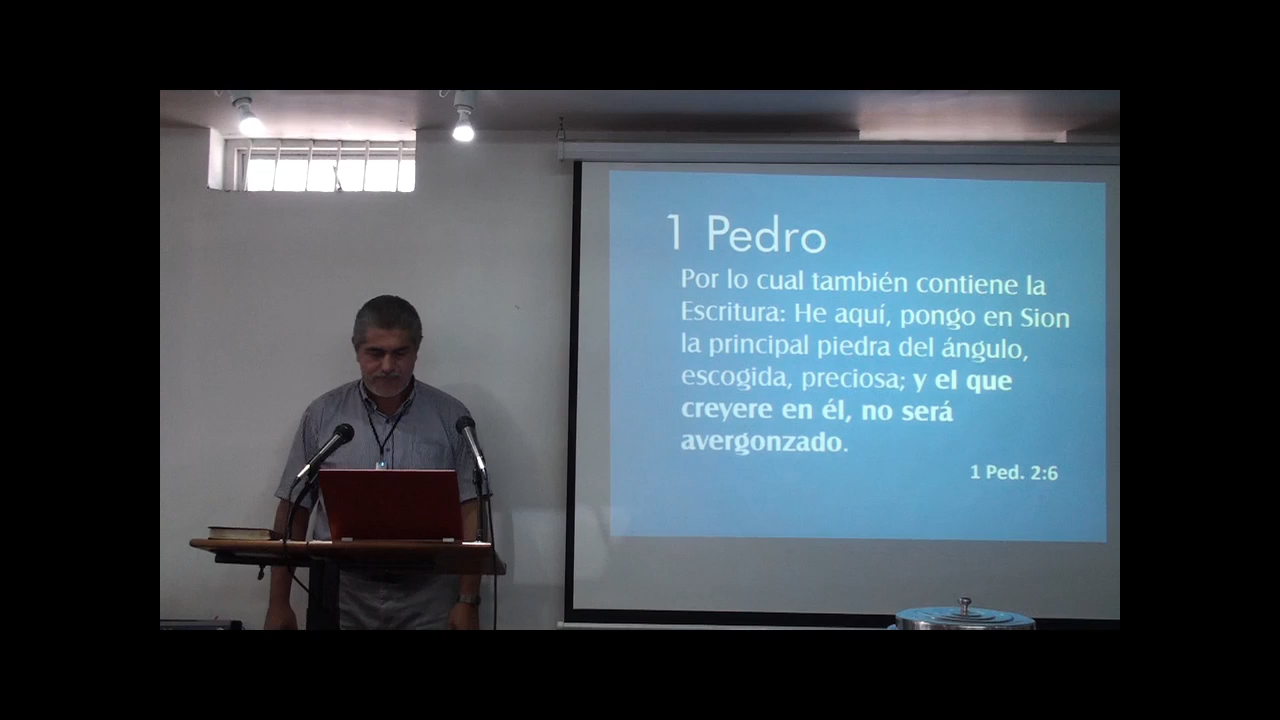 1 Pedro
Por lo cual también contiene la
Escritura: He aquí, pongo en Sion
la principal piedra del ángulo,
escogida, preciosa; y el que
creyere en él, no será
avergonzado.
1 Ped. 2:6